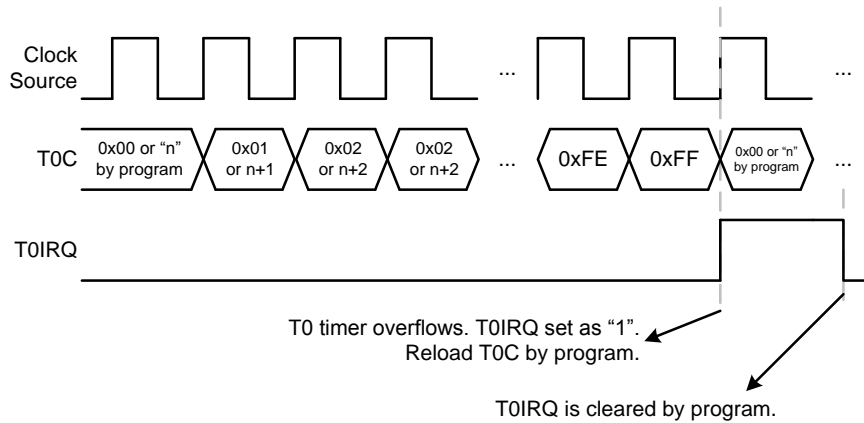 Clock
Source
...
...
T0C
0x00 or “n”
by program
0x01
or n+1
0x02
or n+2
0x02
or n+2
...
0xFE
0xFF
0x00 or “n”
by program
...
T0IRQ
T0 timer overflows. T0IRQ set as “1”.
Reload T0C by program.
T0IRQ is cleared by program.